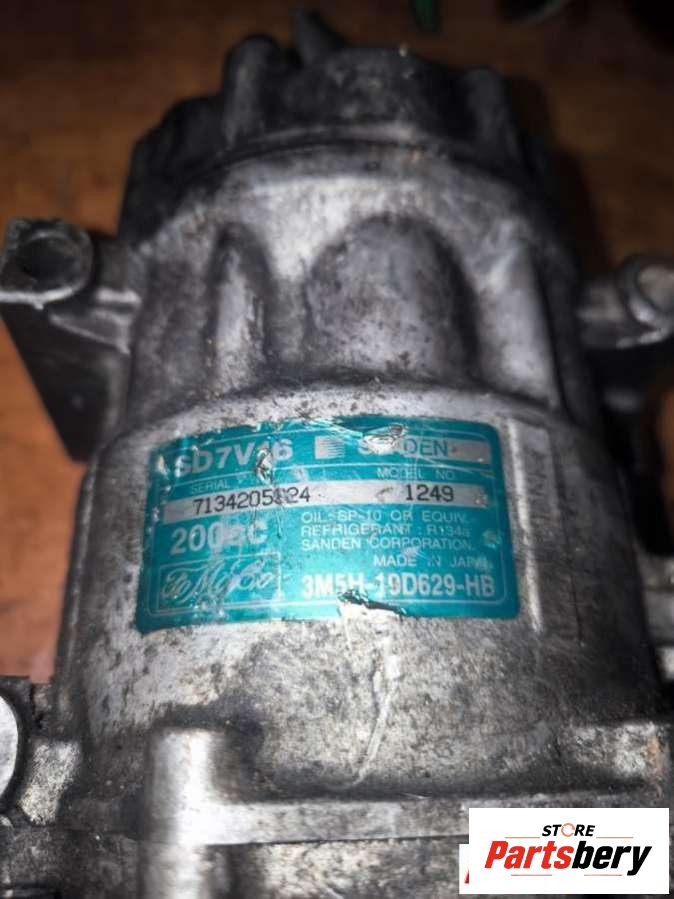 SD7V16 SANDEN
SERIAL MODEL NO.
1249
OIL:SP-10 OR EQUIV.
REFRIGERANT : R134a
SANDEN CORPORATION.
MADE IN JAPAN
3M5H-19D629-HB
STORE
Partsbery